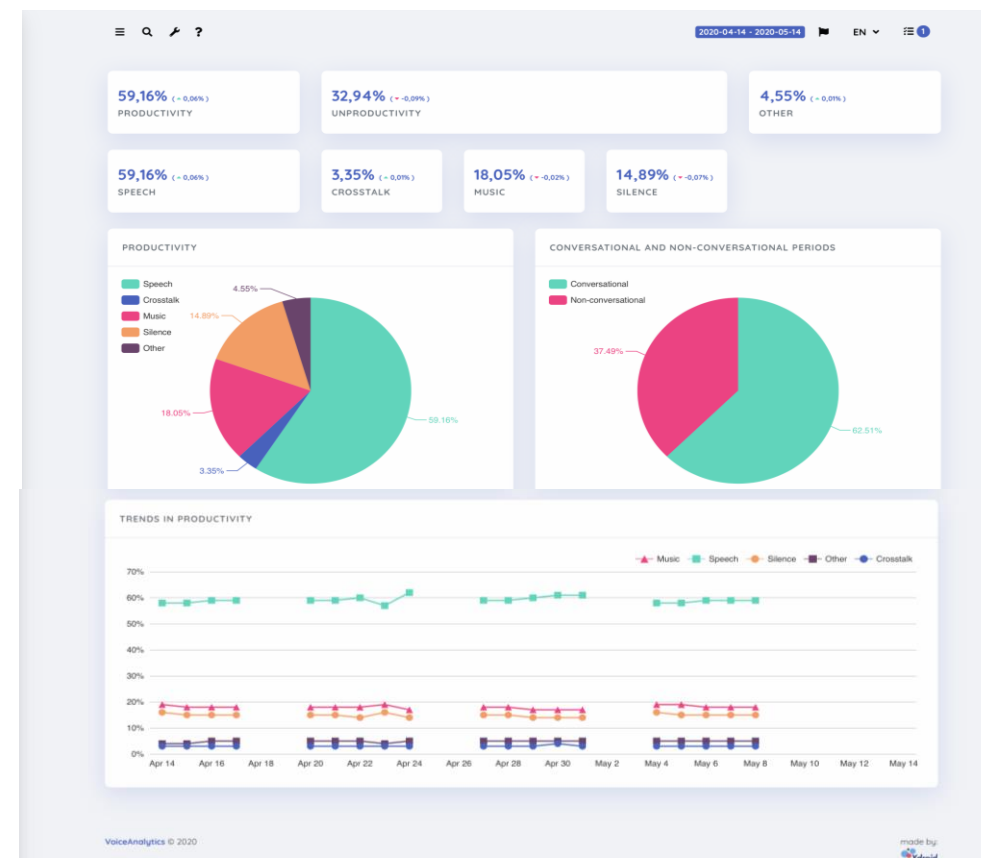 ?
2020-04-14 - 2020-05-14
EN
1
59,16% ( - 0,06% )
PRODUCTIVITY
32,94% ( -0,09% )
UNPRODUCTIVITY
4,55% ( - 0,01% )
OTHER
59,16% ( - 0,06% )
SPEECH
3,35% ( - 0,01% )
CROSSTALK
18,05% ( -0,02% )
MUSIC
14,89% ( -0,07% )
SILENCE
PRODUCTIVITY
Speech
Crosstalk
Music
Silence
Other
4.55%
14.89%
18.05%
3.35%
59.16%
CONVERSATIONAL AND NON-CONVERSATIONAL PERIODS
Conversational
Non-conversational
37.49%
62.51%
TRENDS IN PRODUCTIVITY
Music Speech Silence Other Crosstalk
70%
60%
50%
40%
30%
20%
10%
0%
Apr 14 Apr 16 Apr 18 Apr 20 Apr 22 Apr 24 Apr 26 Apr 28 Apr 30 May 2 May 4 May 6 May 8 May 10 May 12 May 14
VoiceAnalytics © 2020
made by: